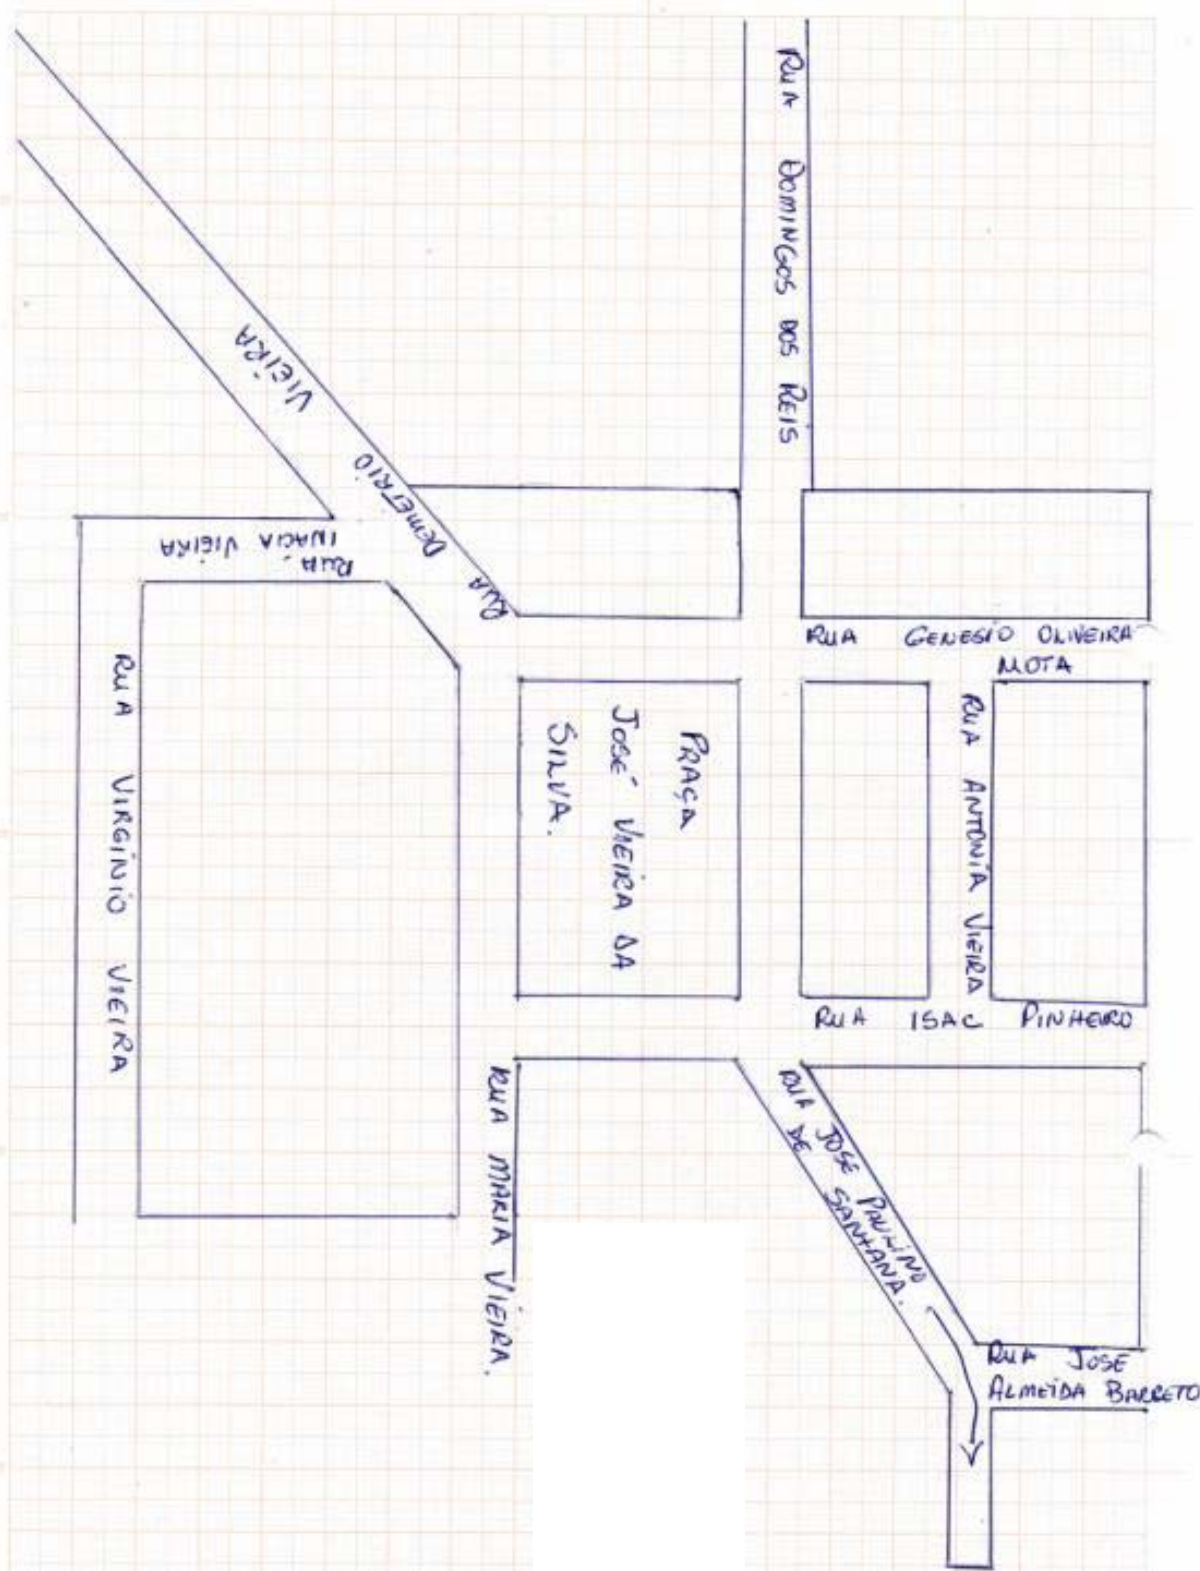 RUA DOMINGOS DOS REIS
RUA DEMETRIO VIEIRA
RUA INACIA VIEIRA
RUA GENESIO OLIVEIRA
MOTA
RUA VIRGINIO VIEIRA
PRAÇA
JOSÉ VIEIRA DA
SILVA.
RUA ANTONIA VIEIRA
RUA ISAC PINHEIRO
RUA MARIA VIEIRA.
RUA JOSE PAULINO
DE SANTANA.
RUA JOSE
ALMEIDA BARRETO